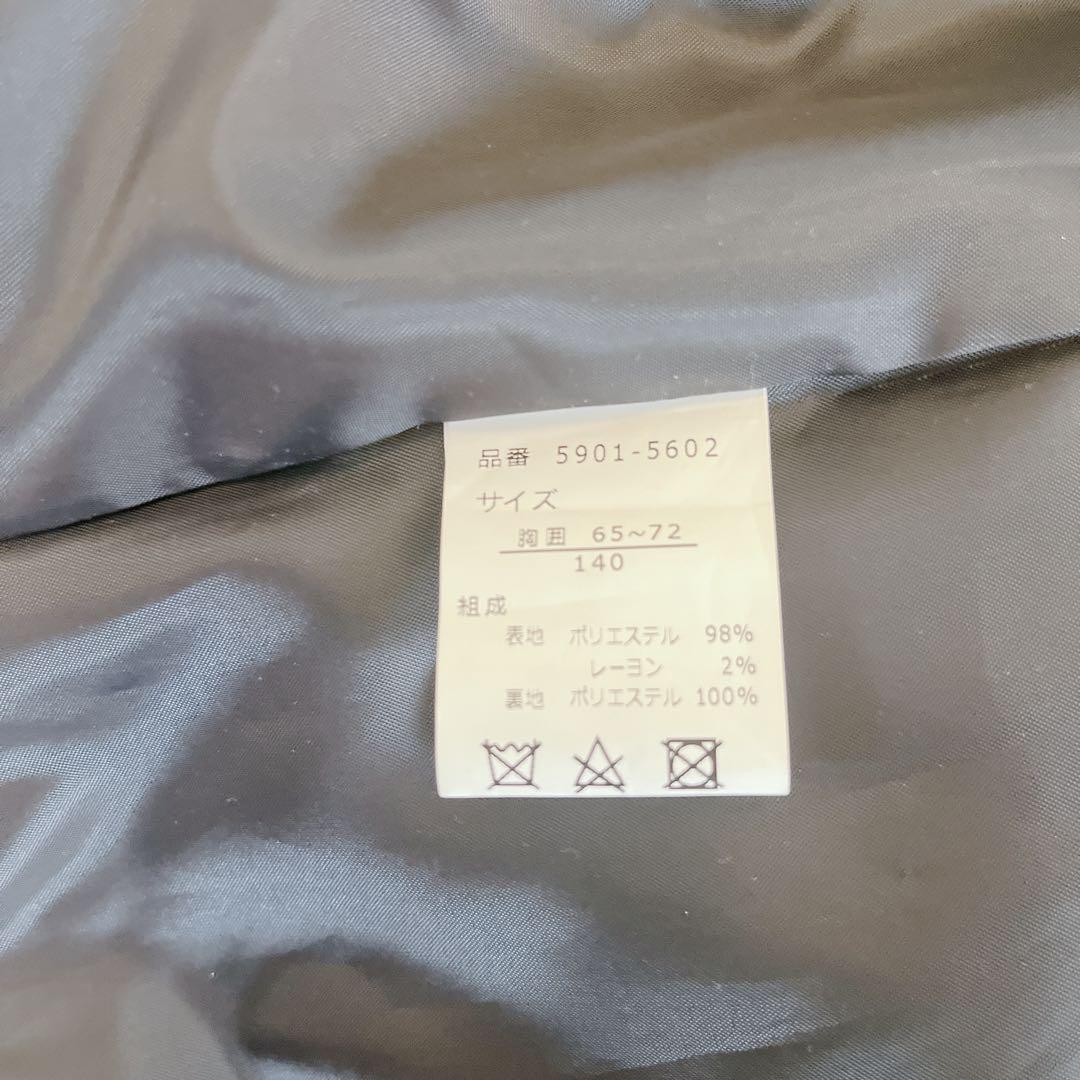 品番 5901-5602
サイズ
胸囲 65~72
140
組成
表地 ポリエステル 98%
レーヨン 2%
裏地 ポリエステル 100%